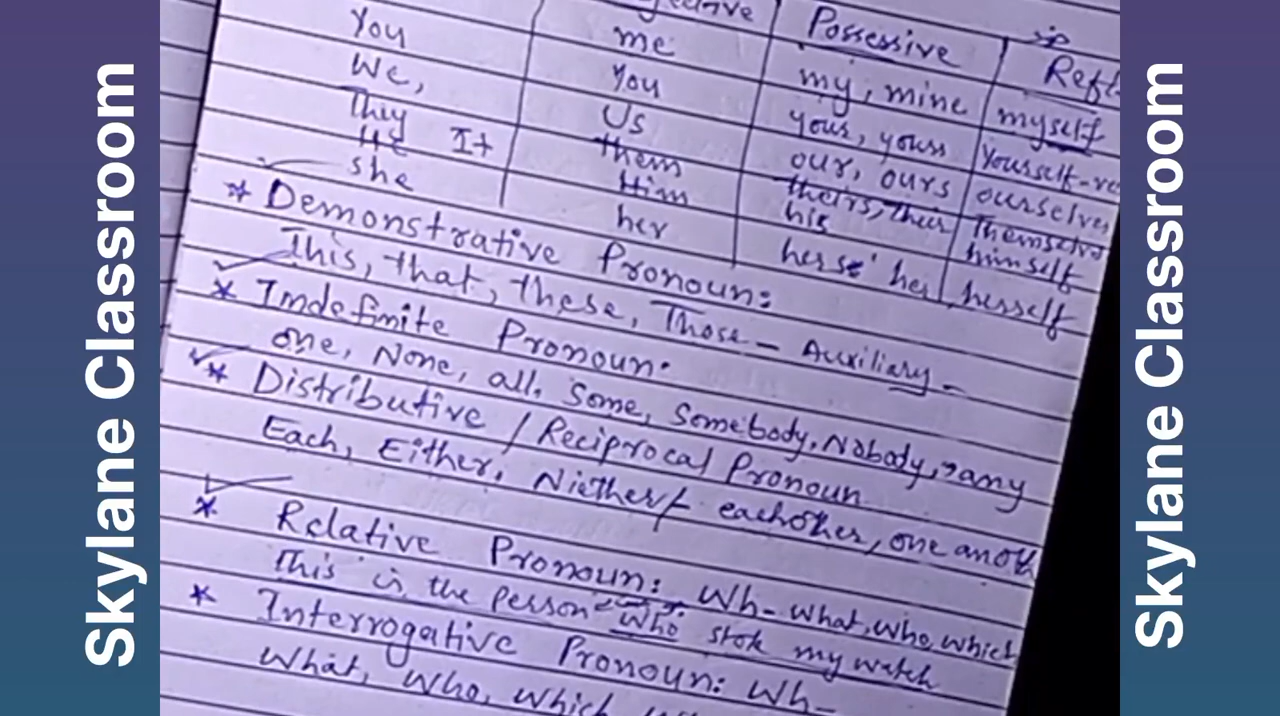 Skylane Classroom
Possessive
You me my, mine myself
We, You your, yours Yourself
They Us our, ours ourselves
He It them theirs, their Themselves
she Him his himself
her herse' her herself
* Demonstrative Pronoun:
This, that, these, Those - Auxiliary -
* Indefinite Pronoun.
one, None, all, Some, Somebody, Nobody, any
* Distributive / Reciprocal Pronoun
Each, Either, Niether/ eachother, one
* Relative Pronoun: Wh- What, Who, Which
This is the person who stole my watch
* Interrogative Pronoun: Wh-
What, Who, Which
Skylane Classroom